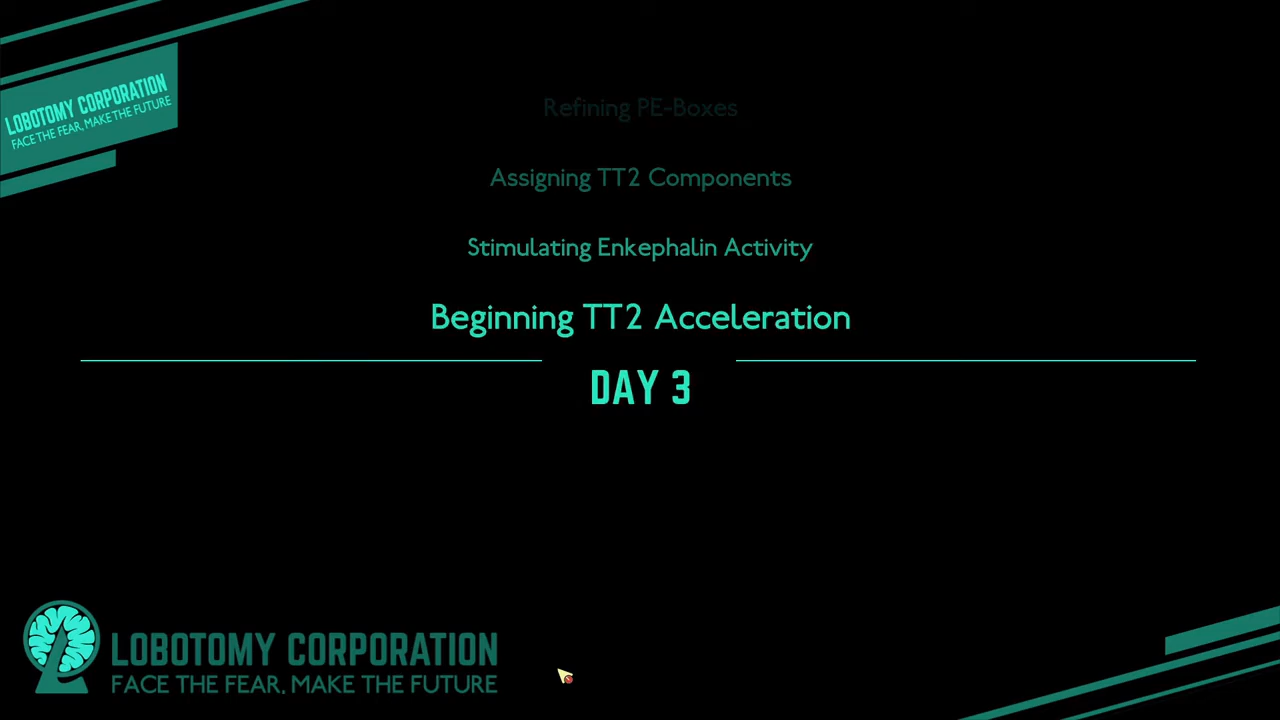 LOBOTOMY CORPORATION
FACE THE FEAR, MAKE THE FUTURE
Refining PE-Boxes
Assigning TT2 Components
Stimulating Enkephalin Activity
Beginning TT2 Acceleration
DAY 3
LOBOTOMY CORPORATION
FACE THE FEAR, MAKE THE FUTURE